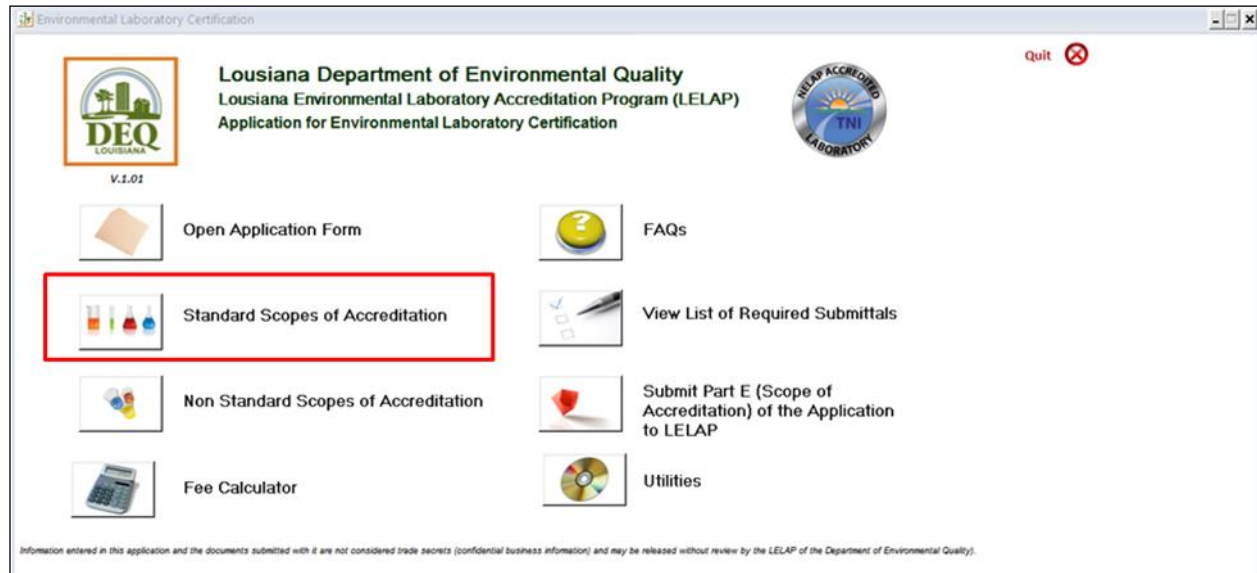 Environmental Laboratory Certification
Quit
Lousiana Department of Environmental Quality
Lousiana Environmental Laboratory Accreditation Program (LELAP)
Application for Environmental Laboratory Certification
DEQ
LOUISIANA
NELAP ACCREDITED
TNI
LABORATORY
V.1.01
Open Application Form
FAQs
Standard Scopes of Accreditation
View List of Required Submittals
Non Standard Scopes of Accreditation
Submit Part E (Scope of
Accreditation) of the Application
to LELAP
Fee Calculator
Utilities
Information entered in this application and the documents submitted with it are not considered trade secrets (confidential business information) and may be released without review by the LELAP of the Department of Environmental Quality).